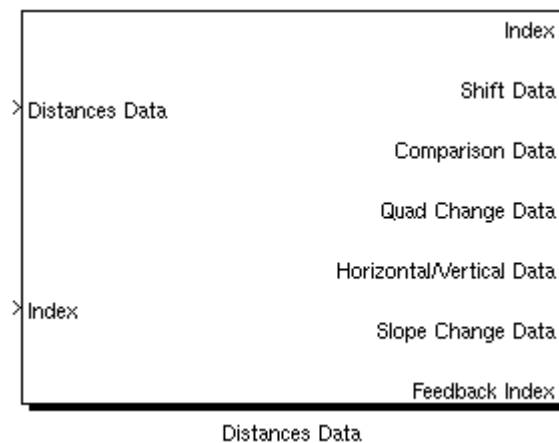 Index
Shift Data
Distances Data
Comparison Data
Quad Change Data
Horizontal/Vertical Data
Index
Slope Change Data
Feedback Index
Distances Data